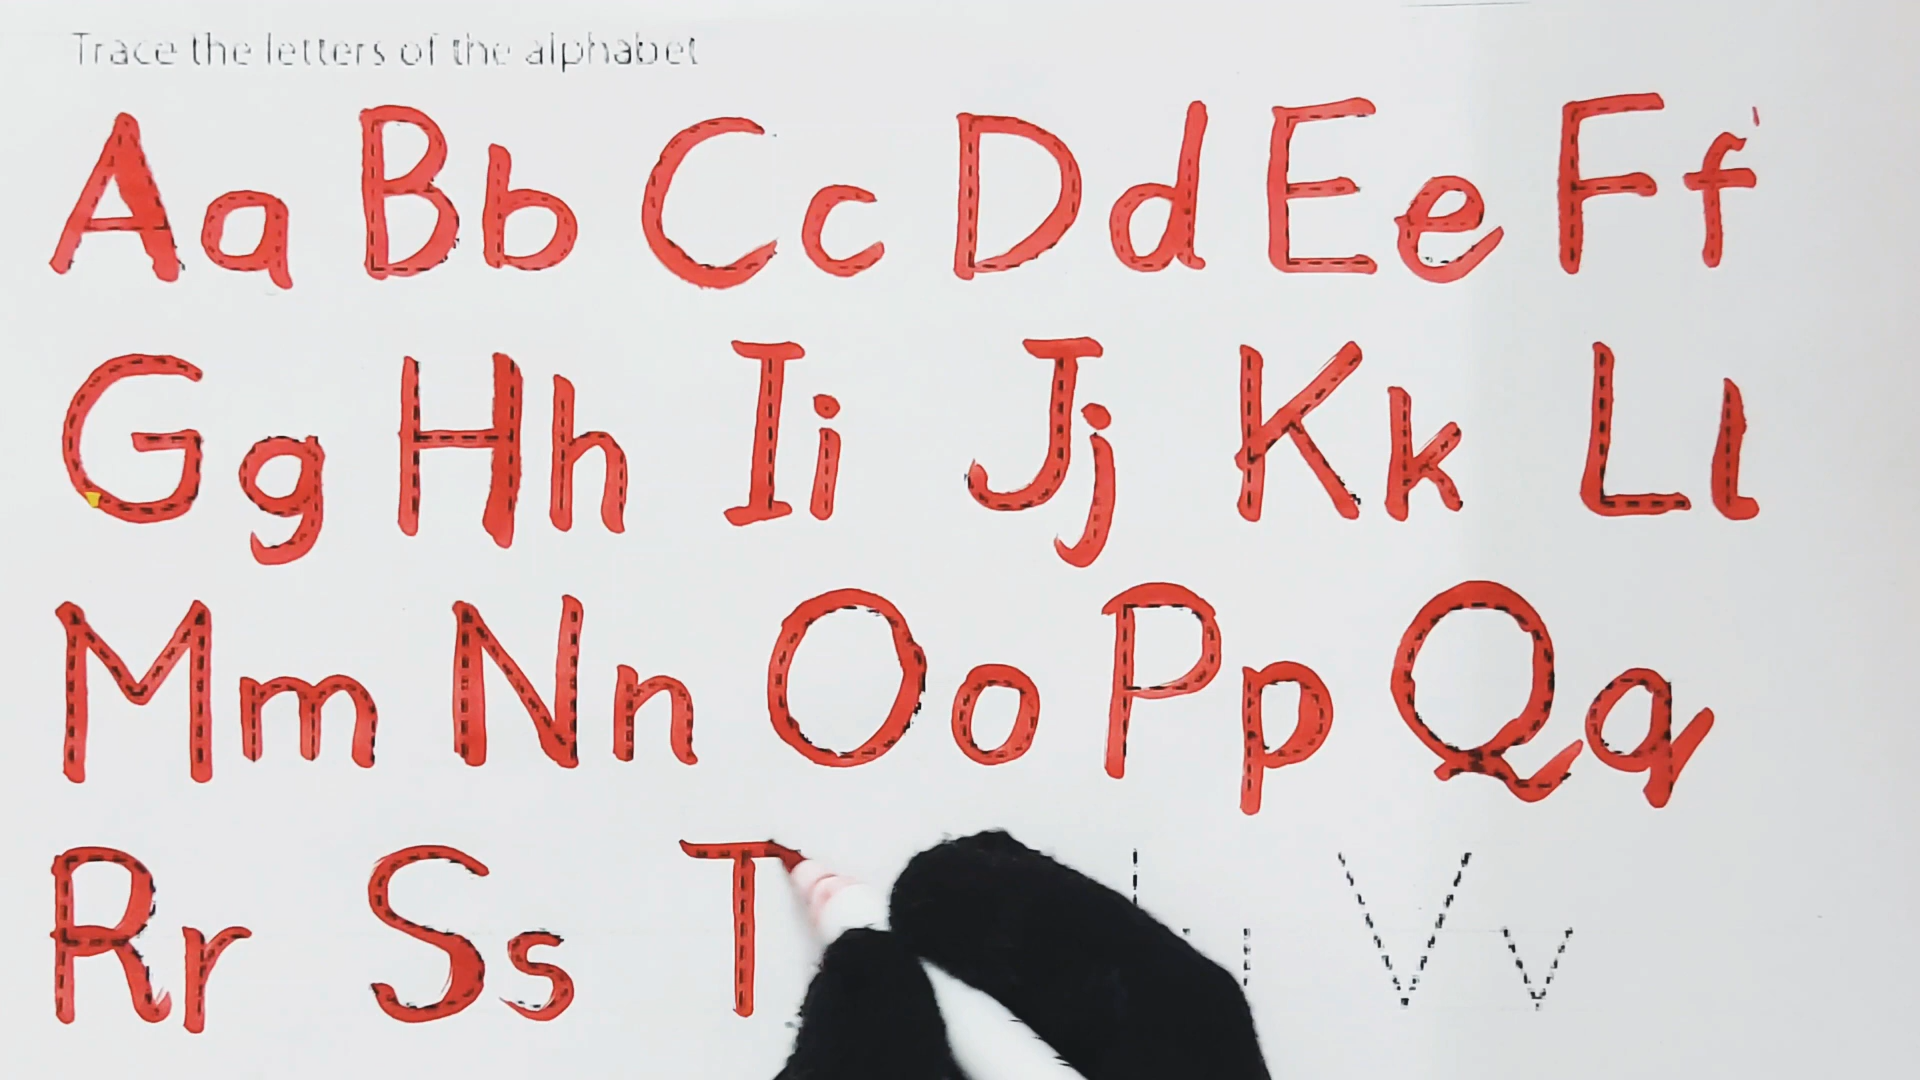 Trace the letters of the alphabet
Aa Bb Cc Dd Ee Ff
Gg Hh Ii Jj Kk Ll
Mm Nn Oo Pp Qq
Rr Ss T Vv